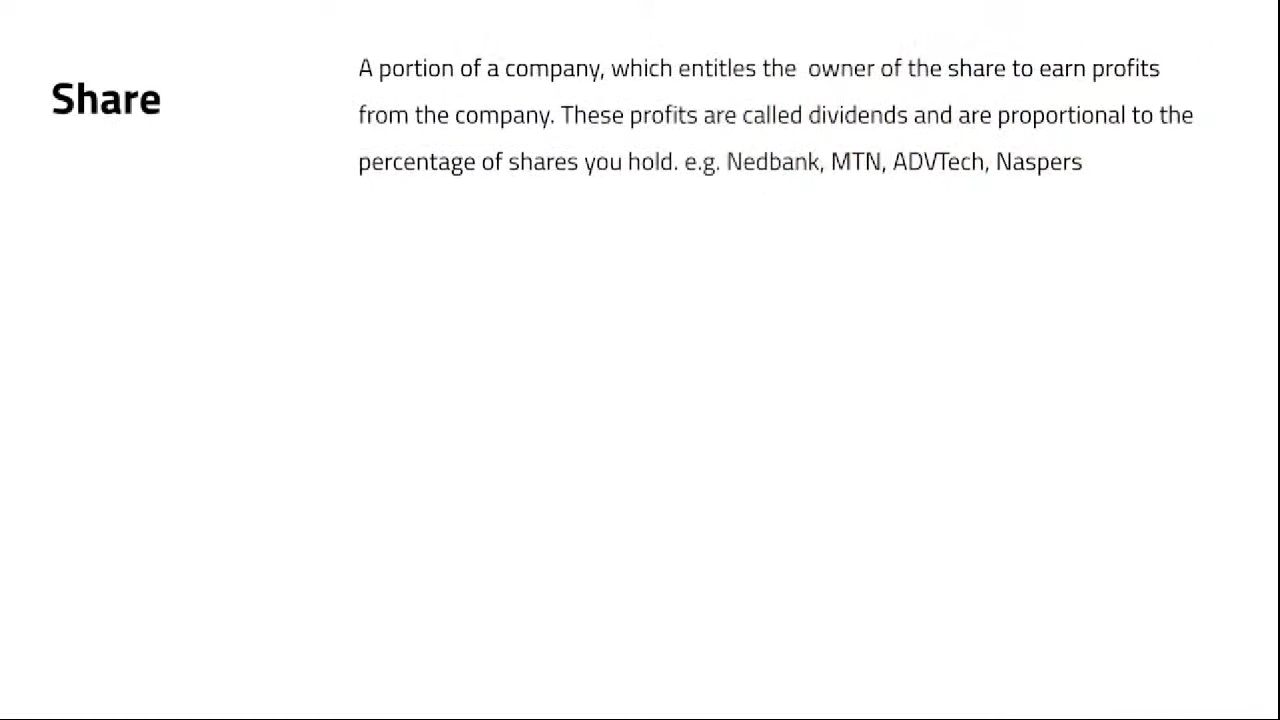 Share
A portion of a company, which entitles the  owner of the share to earn profits
from the company. These profits are called dividends and are proportional to the
percentage of shares you hold. e.g. Nedbank, MTN, ADVTech, Naspers